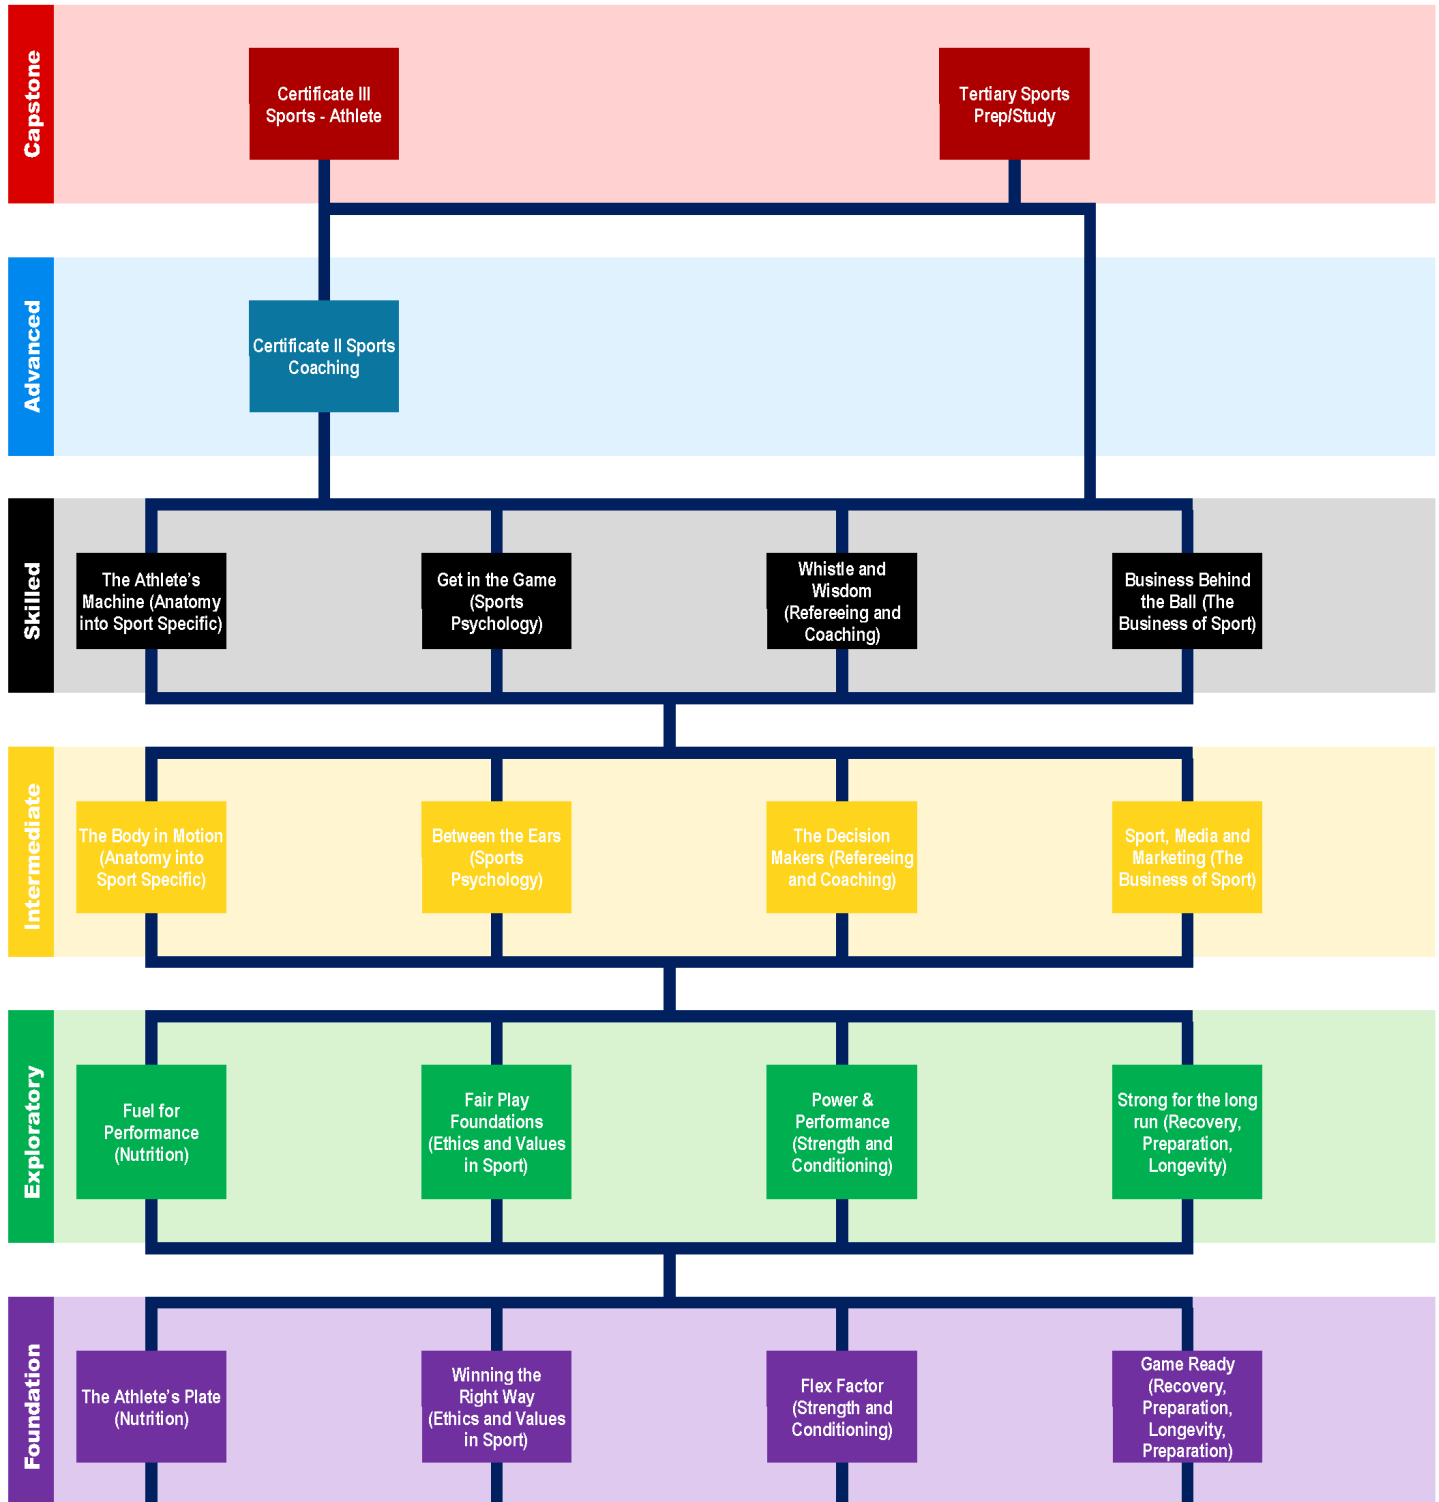 Capstone
Certificate III
Sports - Athlete
Tertiary Sports
Prep/Study
Advanced
Certificate II Sports
Coaching
Skilled
The Athlete's
Machine (Anatomy
into Sport Specific)
Get in the Game
(Sports
Psychology)
Whistle and
Wisdom
(Refereeing and
Coaching)
Business Behind
the Ball (The
Business of Sport)
Intermediate
The Body in Motion
(Anatomy into
Sport Specific)
Between the Ears
(Sports
Psychology)
The Decision
Makers (Refereeing
and Coaching)
Sport, Media and
Marketing (The
Business of Sport)
Exploratory
Fuel for
Performance
(Nutrition)
Fair Play
Foundations
(Ethics and Values
in Sport)
Power &
Performance
(Strength and
Conditioning)
Strong for the long
run (Recovery,
Preparation,
Longevity)
Foundation
The Athlete's Plate
(Nutrition)
Winning the
Right Way
(Ethics and Values
in Sport)
Flex Factor
(Strength and
Conditioning)
Game Ready
(Recovery,
Preparation,
Longevity,
Preparation)